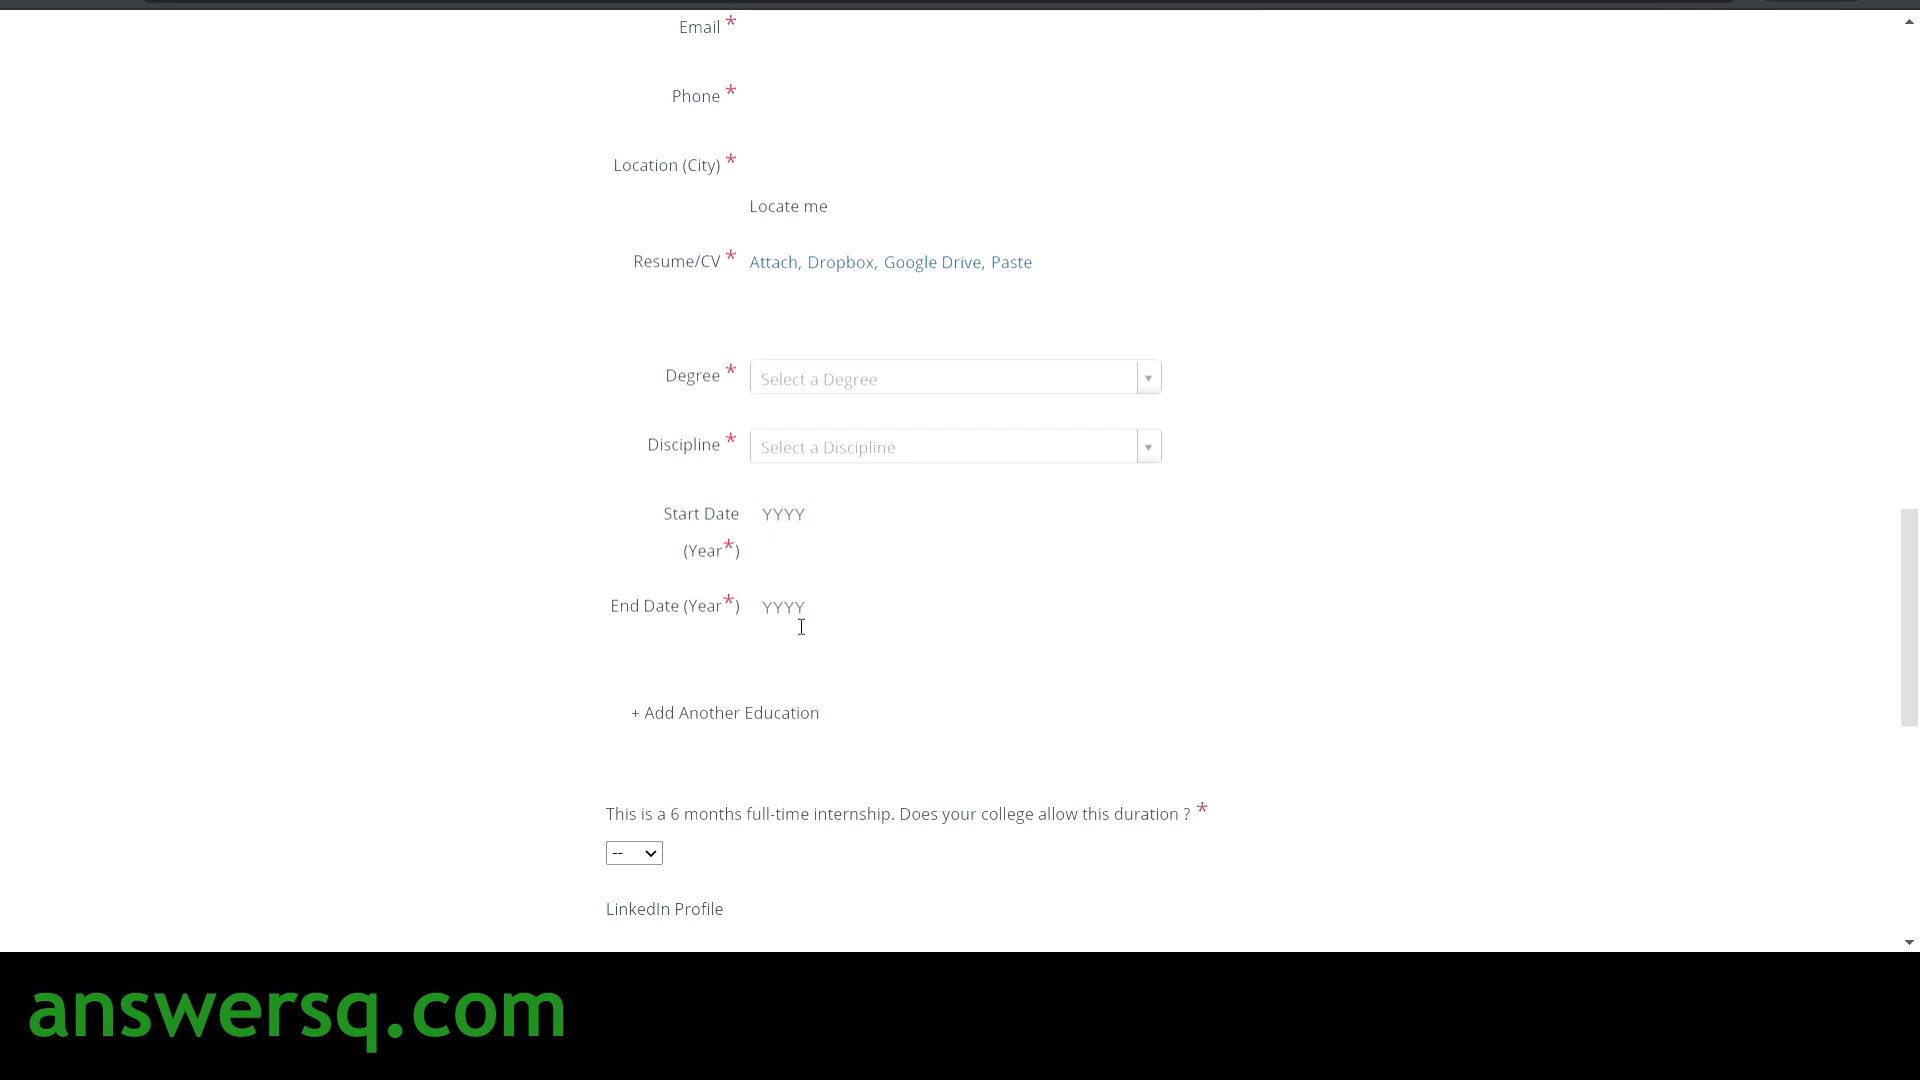 Email *
Phone *
Location (City) *
Locate me
Resume/CV * Attach, Dropbox, Google Drive, Paste
Degree * Select a Degree
Discipline * Select a Discipline
Start Date YYYY
(Year*)
End Date (Year*) YYYY
+ Add Another Education
This is a 6 months full-time internship. Does your college allow this duration ? *
--
LinkedIn Profile
answersq.com